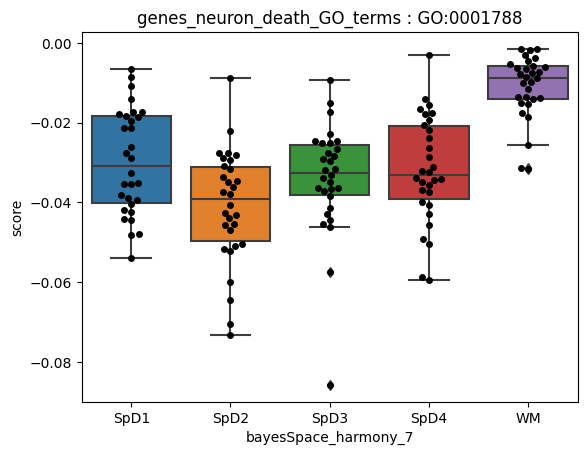 genes_neuron_death_GO_terms : GO:0001788
0.00
−0.02
−0.04
−0.06
−0.08
score
SpD1 SpD2 SpD3 SpD4 WM
bayesSpace_harmony_7